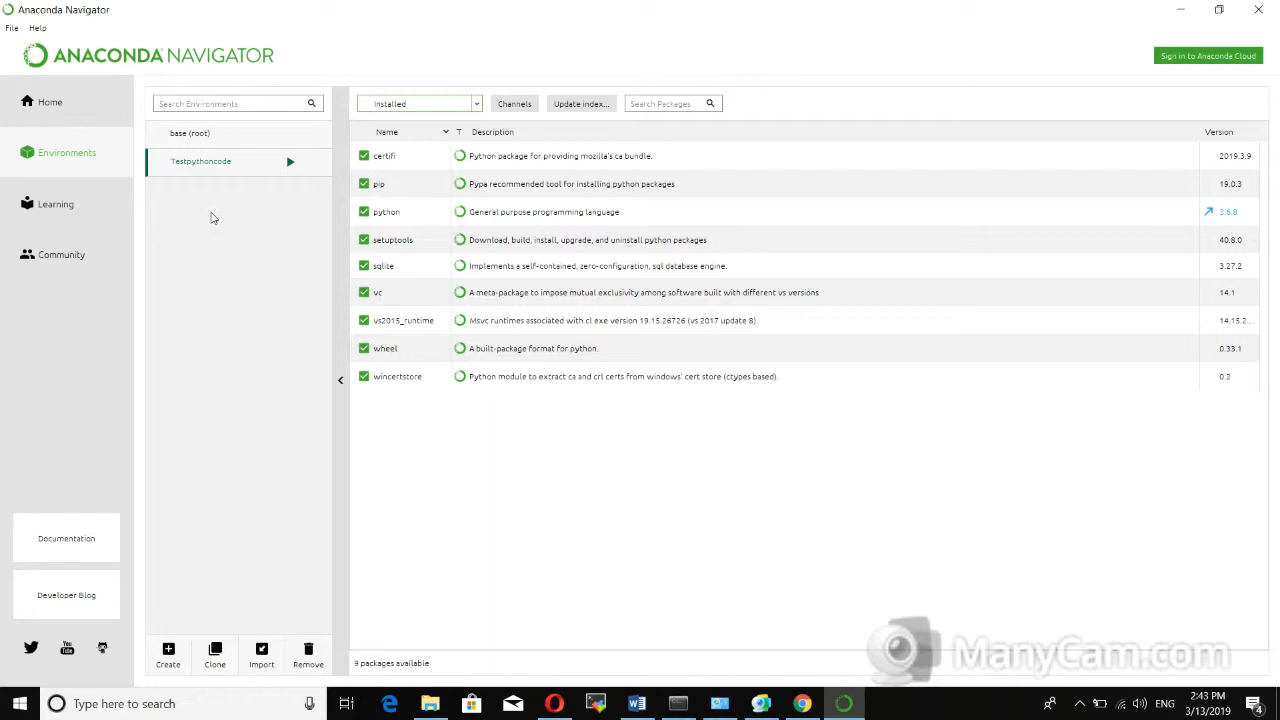 Anaconda Navigator
File Help
ANACONDA NAVIGATOR
Sign in to Anaconda Cloud
Home
Environments
Learning
Community
Documentation
Developer Blog
You Tube
Search Environments
base (root)
Testpythoncode
Create Clone Import Remove
Installed Channels Update index... Search Packages
Name T Description Version
certifi Python package for providing mozilla's ca bundle. 2019.3.9
pip Pypa recommended tool for installing python packages 19.0.3
python General purpose programming language 3.6.8
setuptools Download, build, install, upgrade, and uninstall python packages 40.8.0
sqlite Implements a self-contained, zero-configuration, sql database engine. 3.27.2
vc A meta-package to impose mutual exclusivity among software built with different vs versions 14.1
vs2015_runtime Msvc runtimes associated with cl.exe version 19.15.26726 (vs 2017 update 8) 14.15.2...
wheel A built-package format for python. 0.33.1
wincertstore Python module to extract ca and crl certs from windows' cert store (ctypes based). 0.2
9 packages available
ManyCam.com
Type here to search
ENG
2:43 PM
3/13/2019
4